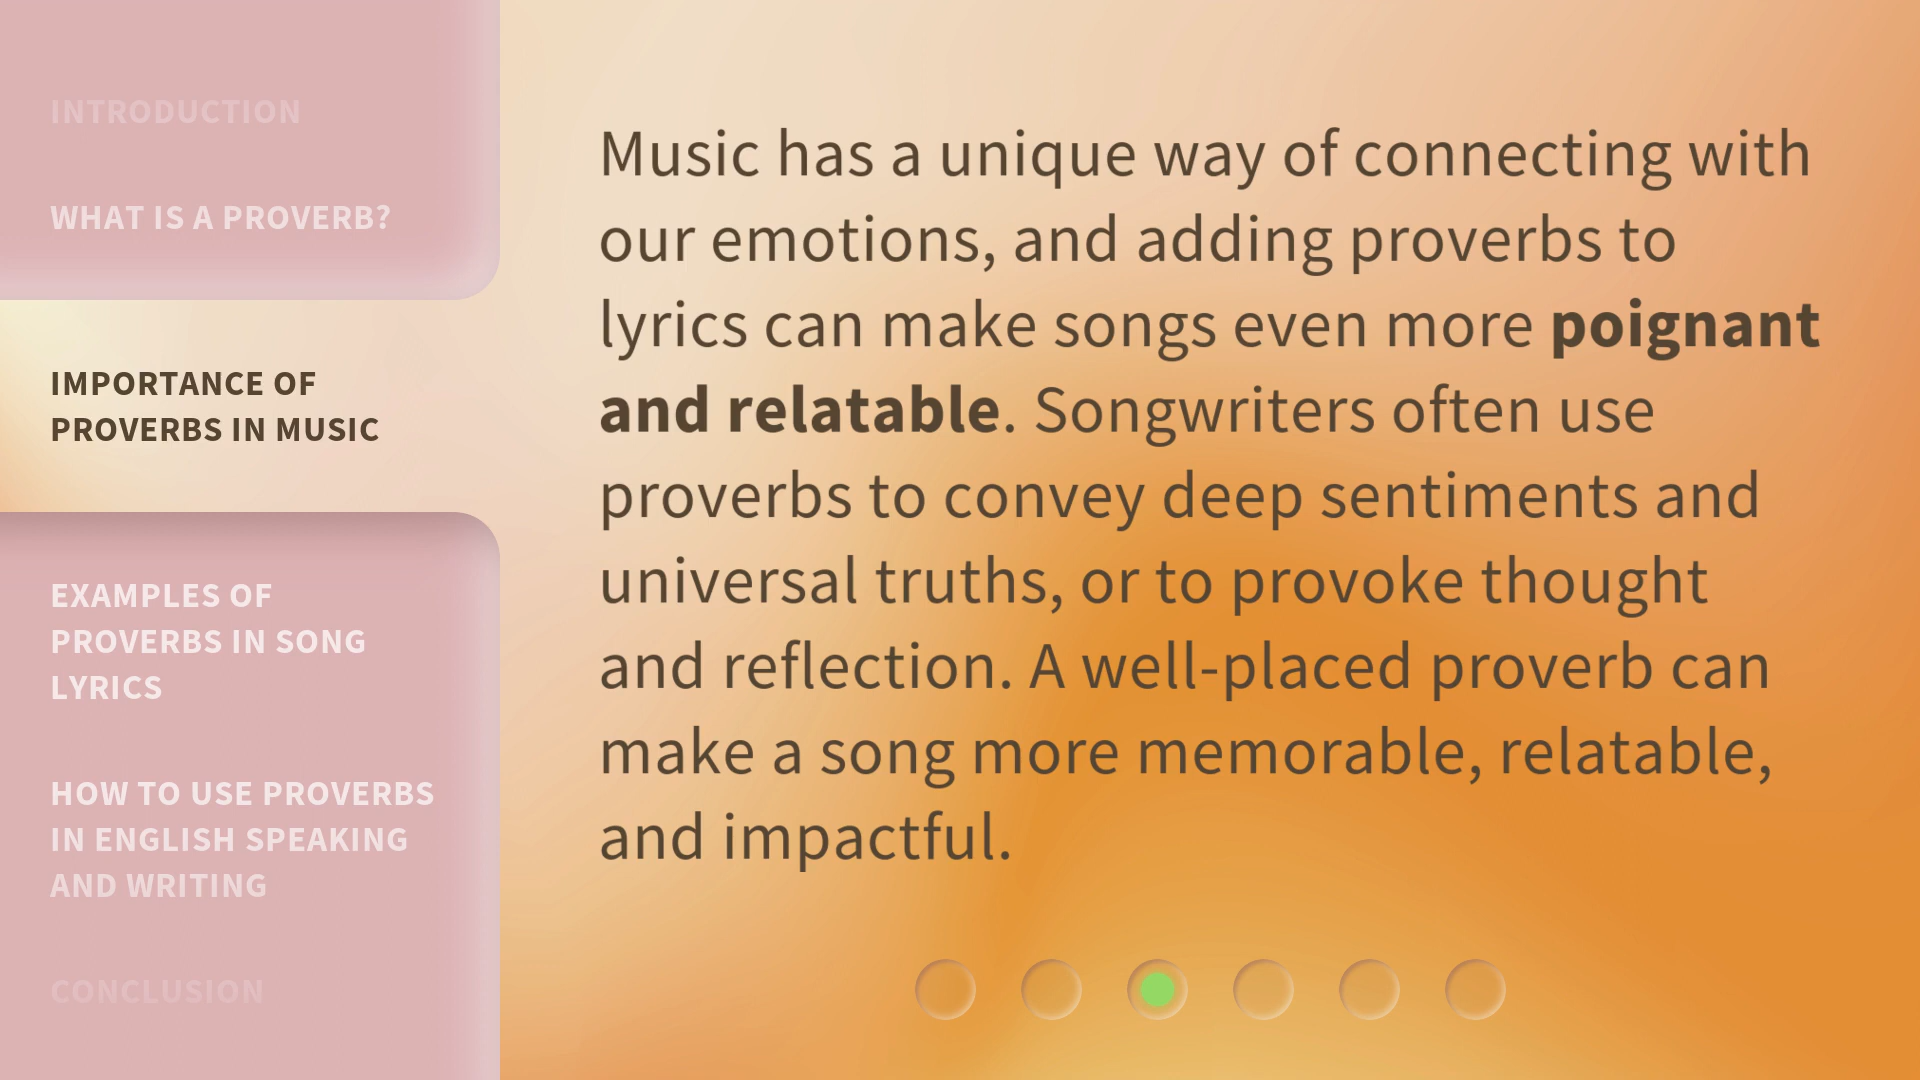 INTRODUCTION
WHAT IS A PROVERB?
IMPORTANCE OF
PROVERBS IN MUSIC
EXAMPLES OF
PROVERBS IN SONG
LYRICS
HOW TO USE PROVERBS
IN ENGLISH SPEAKING
AND WRITING
CONCLUSION
Music has a unique way of connecting with
our emotions, and adding proverbs to
lyrics can make songs even more poignant
and relatable. Songwriters often use
proverbs to convey deep sentiments and
universal truths, or to provoke thought
and reflection. A well-placed proverb can
make a song more memorable, relatable,
and impactful.